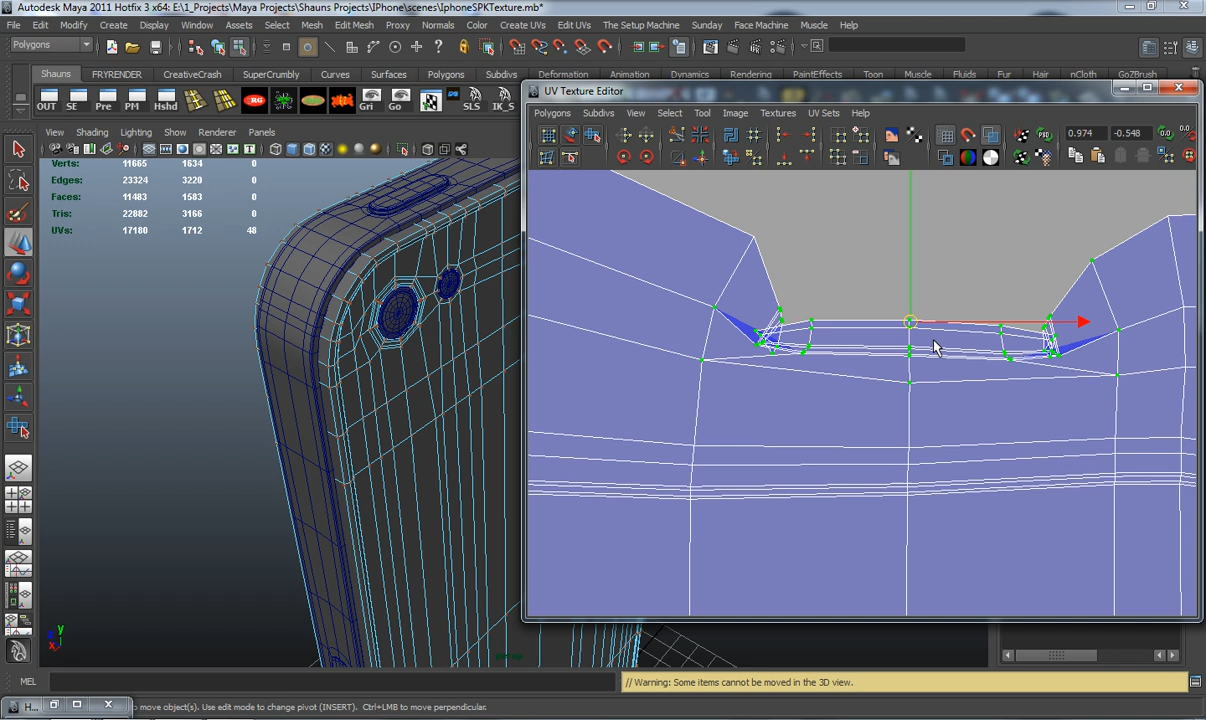 Autodesk Maya 2011 Hotfix 3 x64: E:\1_Projects\Maya Projects\Shauns Projects\IPhone\scenes\IphoneSPKTexture.mb*
File Edit Modify Create Display Window Assets Select Mesh Edit Mesh Proxy Normals Color Create UVs Edit UVs The Setup Machine Sunday Face Machine Muscle Help
Polygons
Shauns FRYRENDER CreativeCrash SuperCrumbly Curves Surfaces Polygons Subdivs Deformation Animation Dynamics Rendering PaintEffects Toon Muscle Fluids Fur Hair nCloth GoZBrush
OUT SE Pre PM Hshd RG Gri Go SLS IK_S
UV Texture Editor
Polygons Subdivs View Select Tool Image Textures UV Sets Help
0.974 -0.548 0.0
View Shading Lighting Show Renderer Panels
Verts: 11665 1634 0
Edges: 23324 3220 0
Faces: 11483 1583 0
Tris: 22882 3166 0
UVs: 17180 1712 48
y
x
persp
MEL
// Warning: Some items cannot be moved in the 3D view.
H...
to move object(s). Use edit mode to change pivot (INSERT). Ctrl+LMB to move perpendicular.